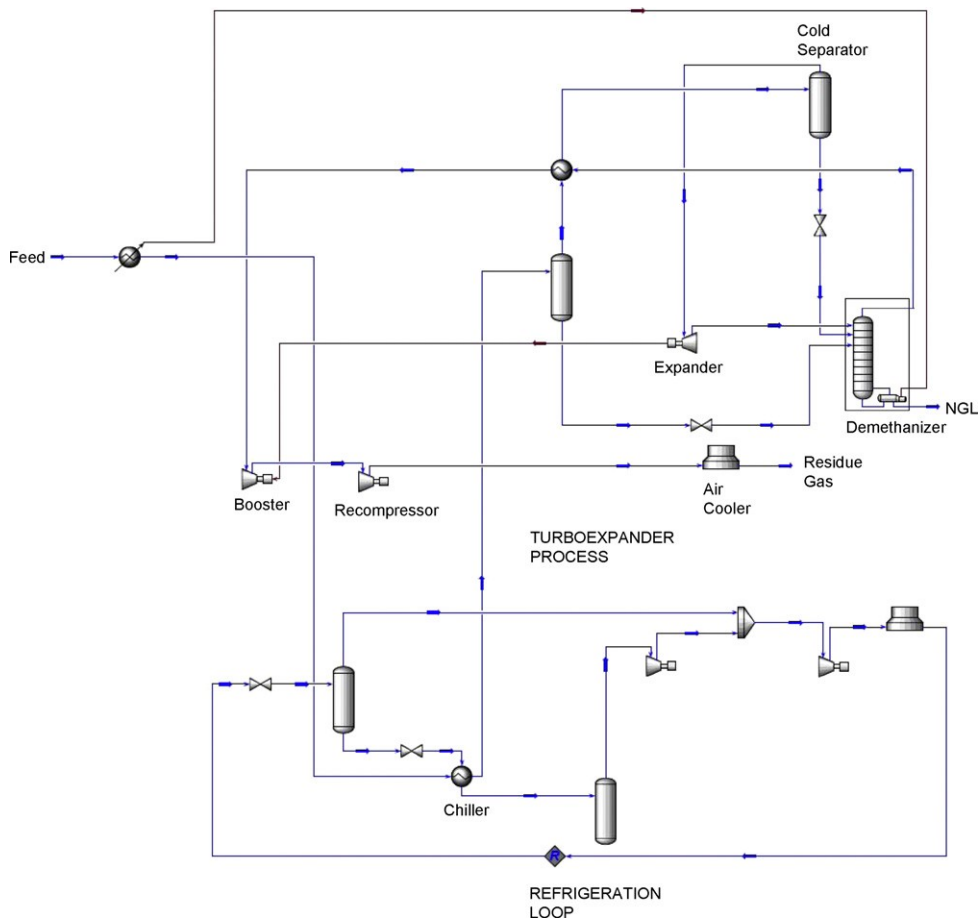 Cold
Separator
Feed
Expander
NGL
Demethanizer
Residue
Gas
Air
Cooler
Booster
Recompressor
TURBOEXPANDER
PROCESS
Chiller
R
REFRIGERATION
LOOP